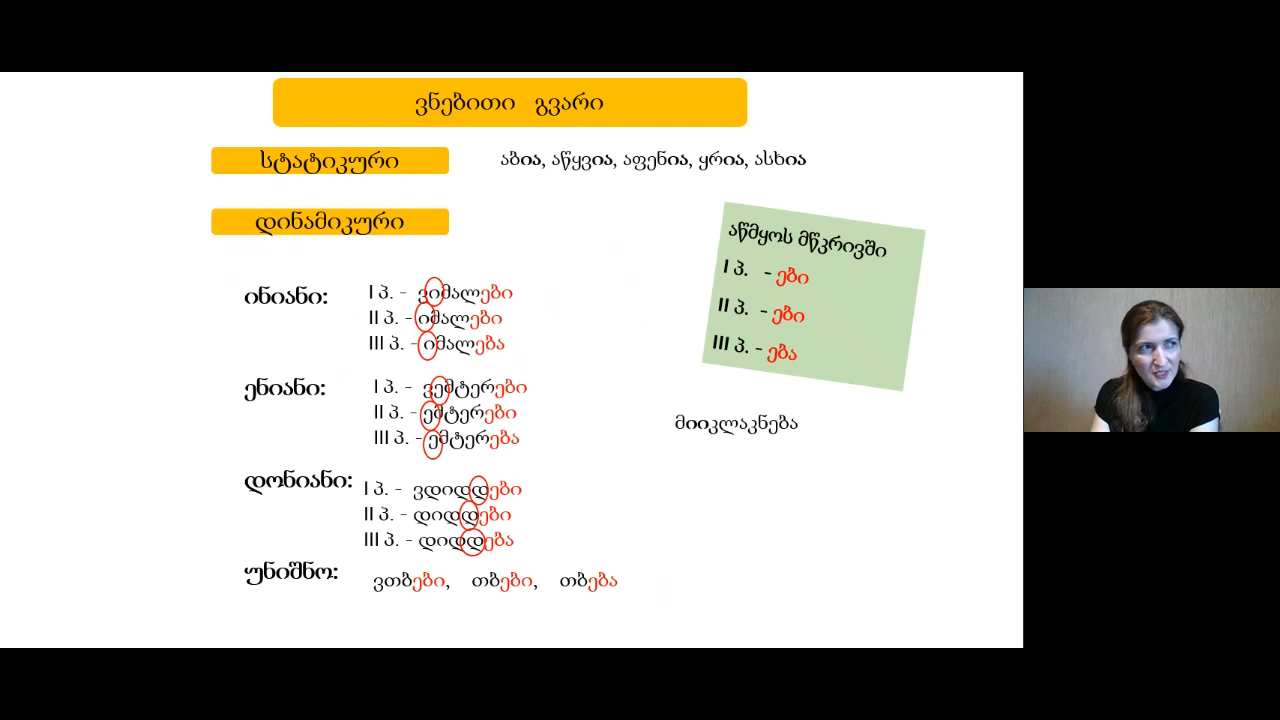 ვნებითი გვარი
სტატიკური
აბია, აწყვია, აფენია, ყრია, ასხია
დინამიკური
აწმყოს მწკრივში
I პ. - ები
II პ. - ები
III პ. - ება
ინიანი:
I პ. - ვიმალები
II პ. - იმალები
III პ. - იმალება
ენიანი:
I პ. - ვემტერები
II პ. - ემტერები
III პ. - ემტერება
მიიკლაკნება
დონიანი:
I პ. - ვდიდდები
II პ. - დიდდები
III პ. - დიდდება
უნიშნო:
ვთბები, თბები, თბება